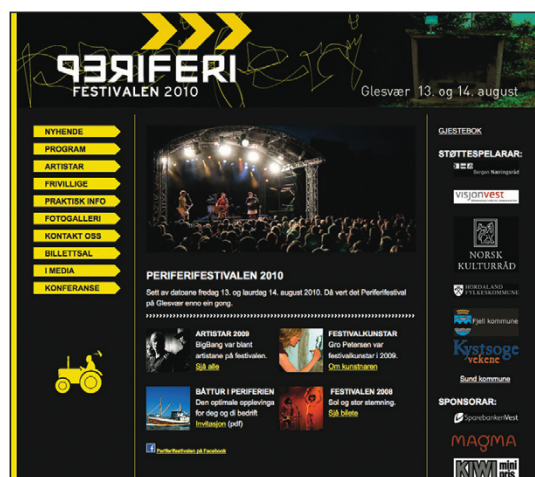 PERIFERI
FESTIVALEN 2010
Glesvær 13. og 14. august
NYHENDE
PROGRAM
ARTISTAR
FRIVILLIGE
PRAKTISK INFO
FOTOGALLERI
KONTAKT OSS
BILLETTSAL
I MEDIA
KONFERANSE
PERIFERIFESTIVALEN 2010
Sett av datoane fredag 13. og laurdag 14. august 2010. Då vert det Periferifestival
på Glesvær enno ein gong.
ARTISTAR 2009
BigBang var blant
artistane på festivalen.
Sjå alle
FESTIVALKUNSTAR
Gro Petersen var
festivalkunstar i 2009.
Om kunstnaren
BÅTTUR I PERIFERIEN
Den optimale opplevinga
for deg og di bedrift
Invitasjon (pdf)
FESTIVALEN 2008
Sol og stor stemning.
Sjå bilete
Periferifestivalen på Facebook
GJESTEBOK
STØTTESPELARAR:
Bergen Næringsråd
visjonvest
NORSK
KULTURRÅD
HORDALAND
FYLKESKOMMUNE
Fjell kommune
Kystsoge
vekene
Sund kommune
SPONSORAR:
SparebankenVest
MAGMA
KIWI mini
pris